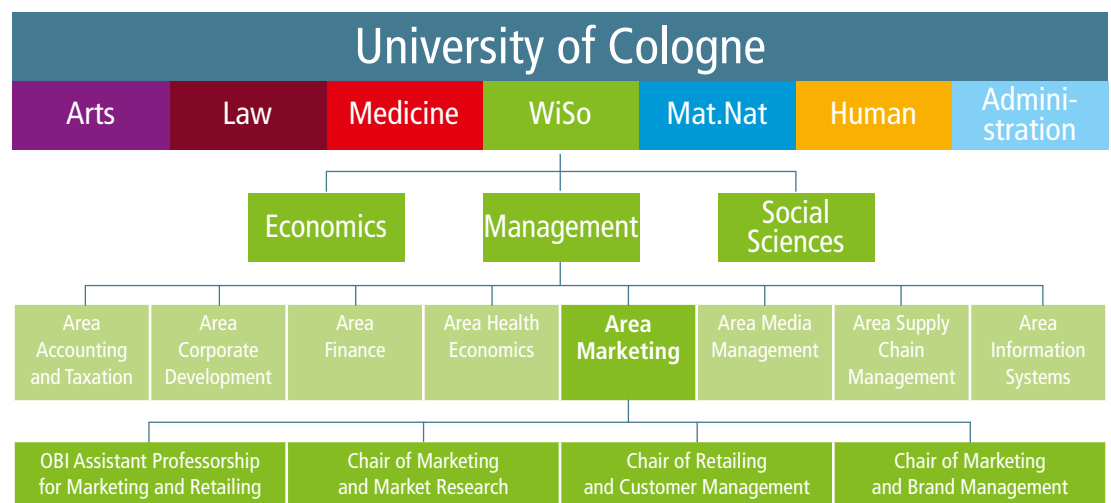 University of Cologne
Arts
Law
Medicine
WiSo
Mat.Nat
Human
Admini-
stration
Economics
Management
Social
Sciences
Area
Accounting
and Taxation
Area
Corporate
Development
Area
Finance
Area Health
Economics
Area
Marketing
Area Media
Management
Area Supply
Chain
Management
Area
Information
Systems
OBI Assistant Professorship
for Marketing and Retailing
Chair of Marketing
and Market Research
Chair of Retailing
and Customer Management
Chair of Marketing
and Brand Management